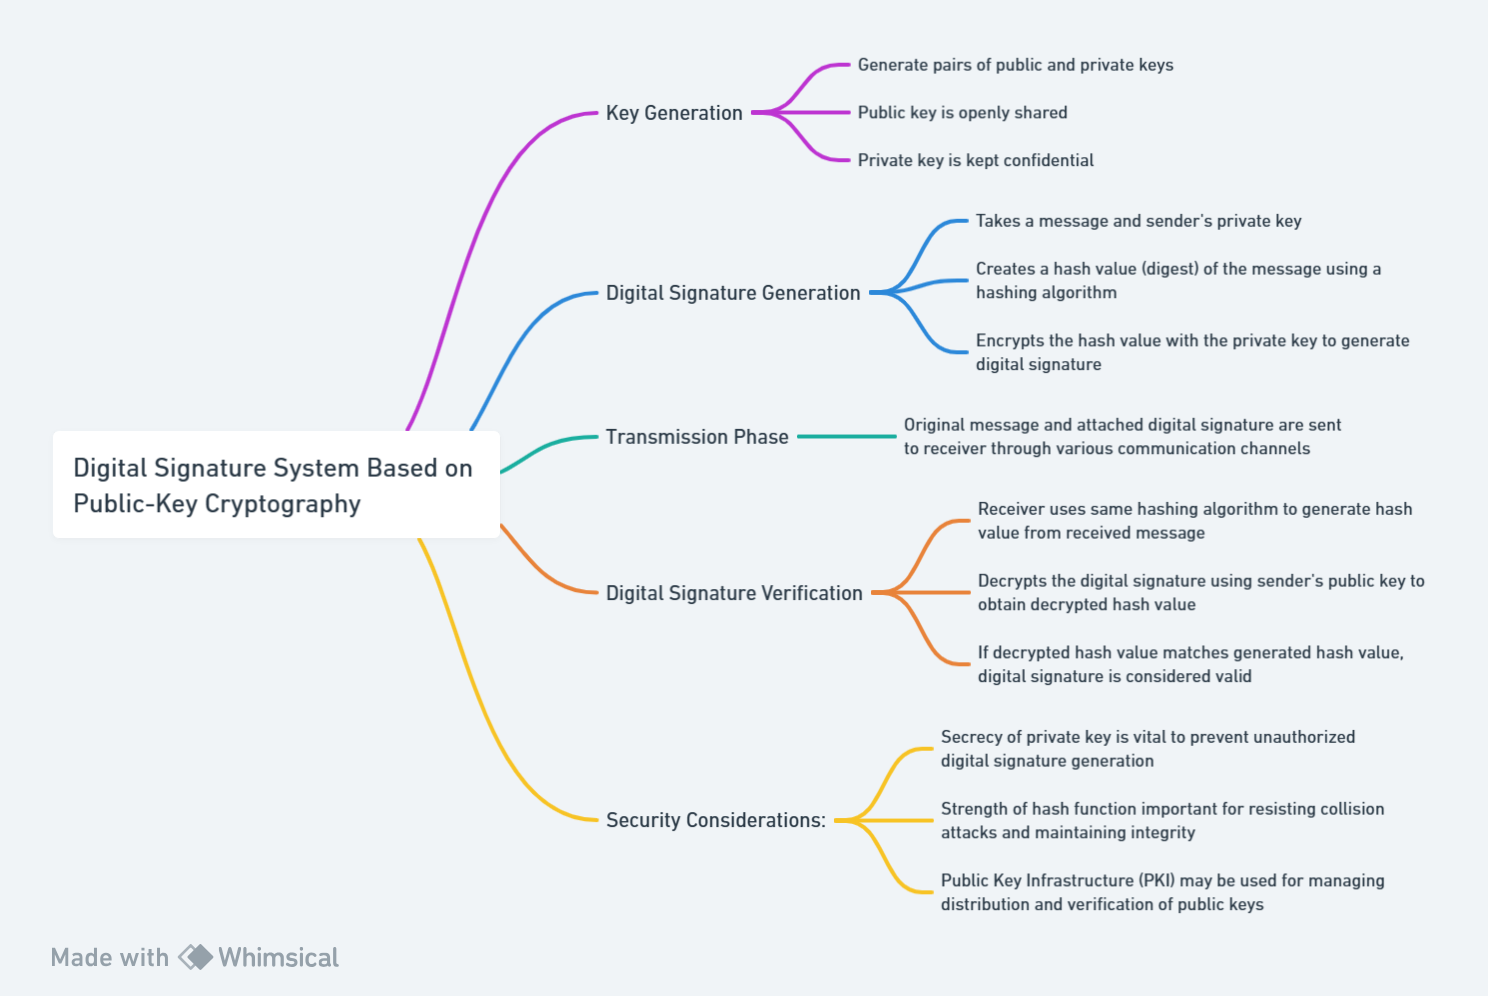 Digital Signature System Based on
Public-Key Cryptography
Key Generation
Generate pairs of public and private keys
Public key is openly shared
Private key is kept confidential
Digital Signature Generation
Takes a message and sender's private key
Creates a hash value (digest) of the message using a
hashing algorithm
Encrypts the hash value with the private key to generate
digital signature
Transmission Phase
Original message and attached digital signature are sent
to receiver through various communication channels
Digital Signature Verification
Receiver uses same hashing algorithm to generate hash
value from received message
Decrypts the digital signature using sender's public key to
obtain decrypted hash value
If decrypted hash value matches generated hash value,
digital signature is considered valid
Security Considerations:
Secrecy of private key is vital to prevent unauthorized
digital signature generation
Strength of hash function important for resisting collision
attacks and maintaining integrity
Public Key Infrastructure (PKI) may be used for managing
distribution and verification of public keys
Made with Whimsical